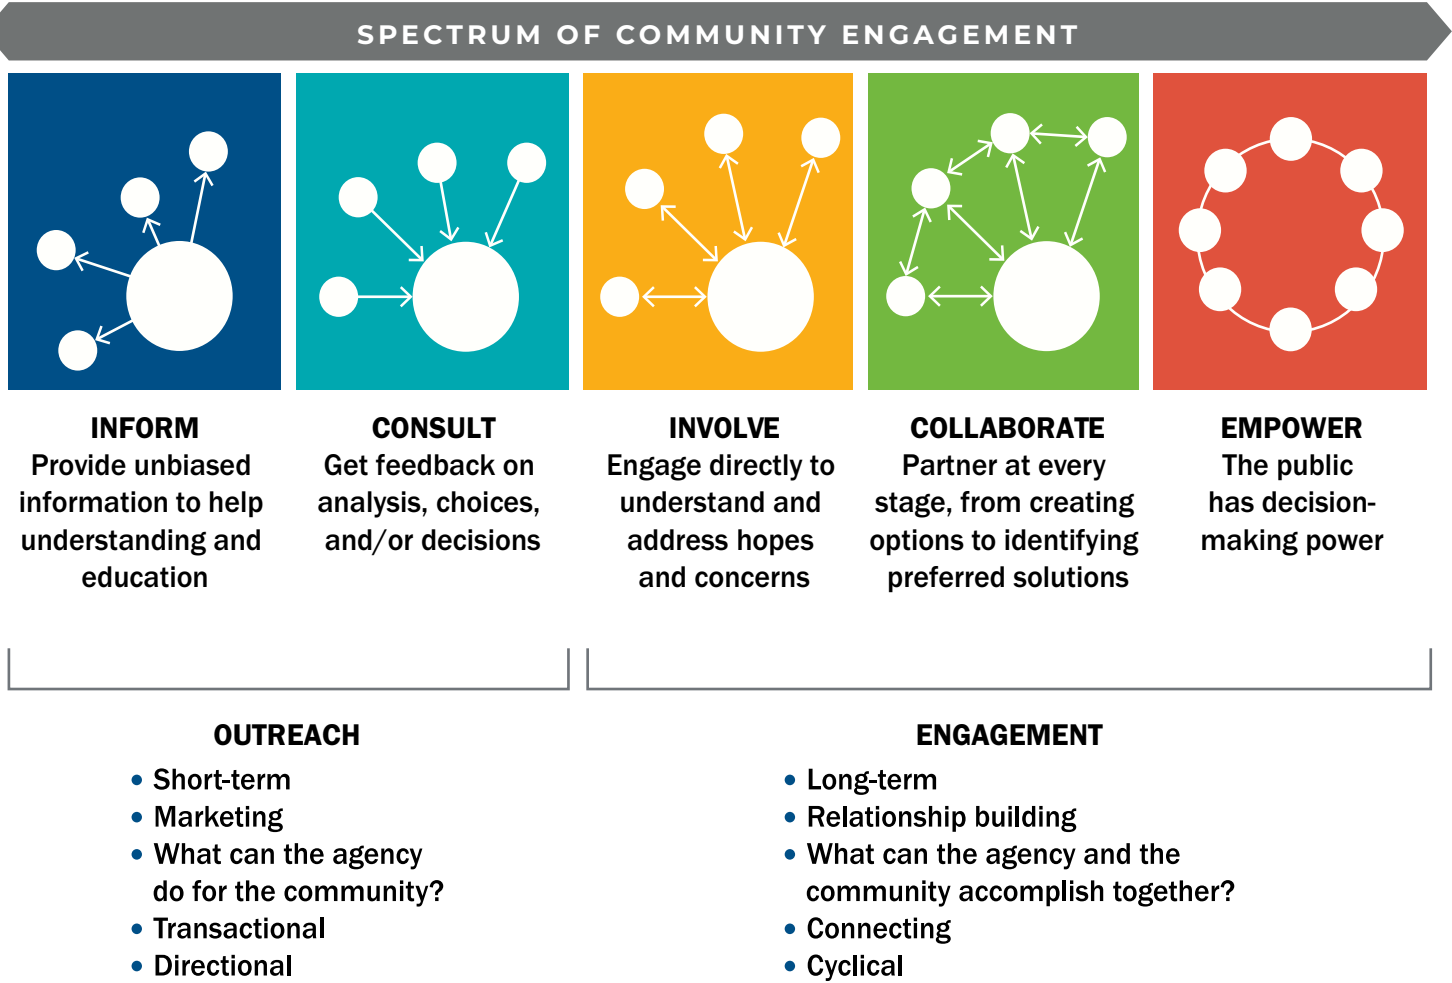 SPECTRUM OF COMMUNITY ENGAGEMENT
INFORM
Provide unbiased
information to help
understanding and
education
CONSULT
Get feedback on
analysis, choices,
and/or decisions
INVOLVE
Engage directly to
understand and
address hopes
and concerns
COLLABORATE
Partner at every
stage, from creating
options to identifying
preferred solutions
EMPOWER
The public
has decision-
making power
OUTREACH
• Short-term
• Marketing
• What can the agency
do for the community?
• Transactional
• Directional
ENGAGEMENT
• Long-term
• Relationship building
• What can the agency and the
community accomplish together?
• Connecting
• Cyclical